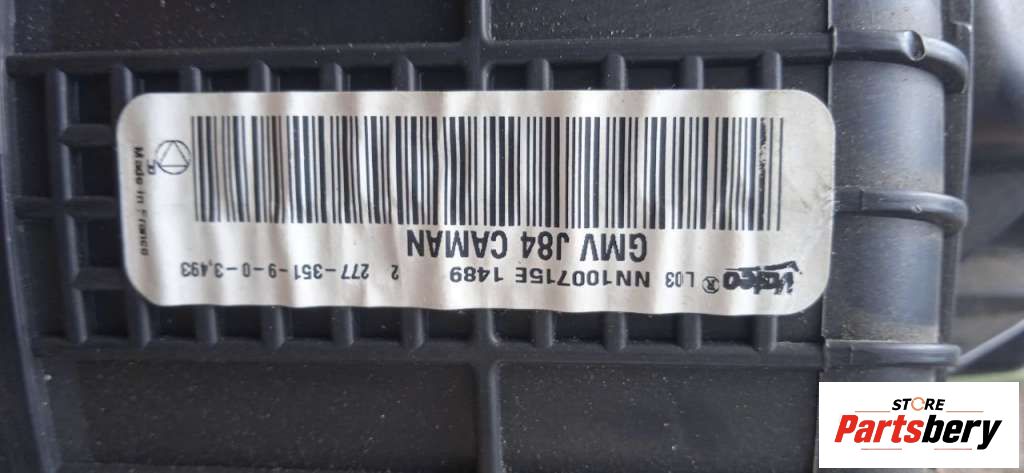 Valeo L03 NN100715E 1489 2 277-351-9-0-3,493
GMV J84 CAMAN
Made in France
STORE
Partsbery